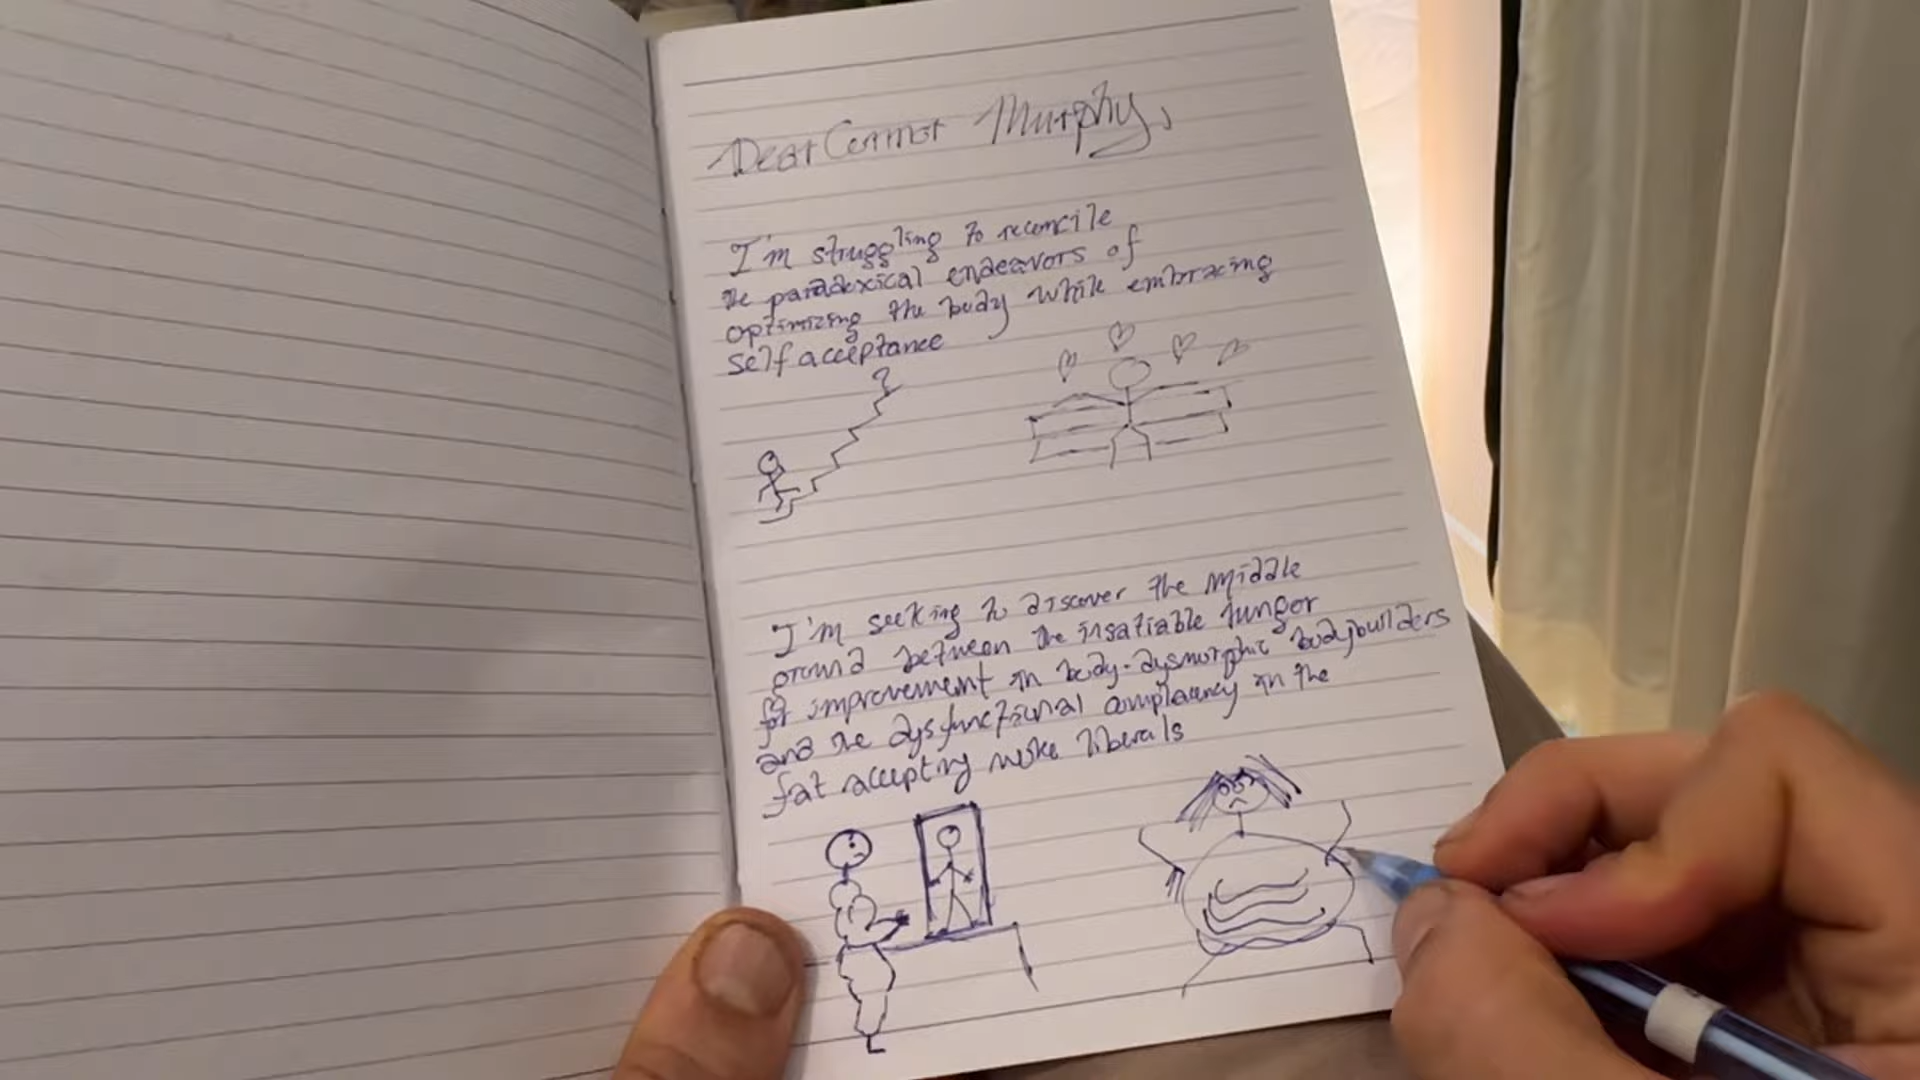 Dear Connor Murphy,
I'm struggling to reconcile
the paradoxical endeavors of
optimizing the body while embracing
self acceptance
?
I'm seeking to discover the middle
ground between the insatiable hunger
for improvement in body-dysmorphic bodybuilders
and the dysfunctional complacency in the
fat accepting woke liberals